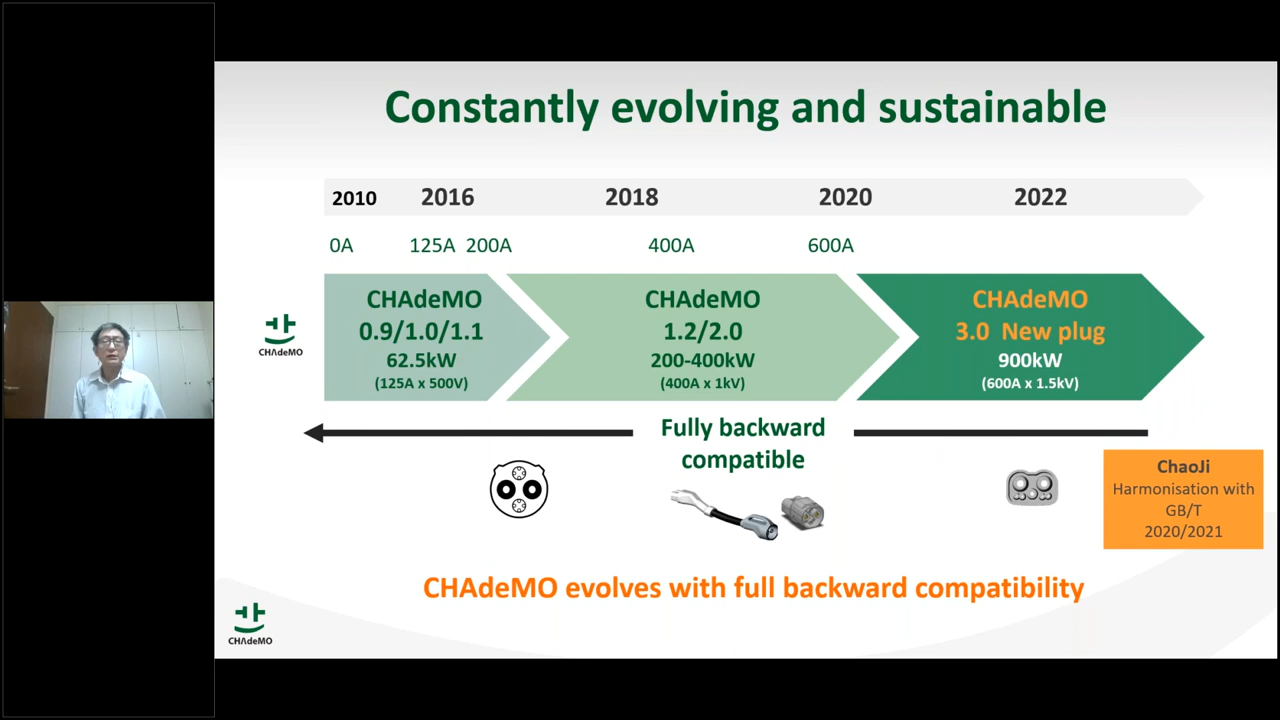 Constantly evolving and sustainable
2010 2016 2018 2020 2022
0A 125A 200A 400A 600A
CHAdeMO
0.9/1.0/1.1
62.5kW
(125A x 500V)
CHAdeMO
1.2/2.0
200-400kW
(400A x 1kV)
CHAdeMO
3.0 New plug
900kW
(600A x 1.5kV)
CHAdeMO
Fully backward
compatible
ChaoJi
Harmonisation with
GB/T
2020/2021
CHAdeMO evolves with full backward compatibility
CHAdeMO